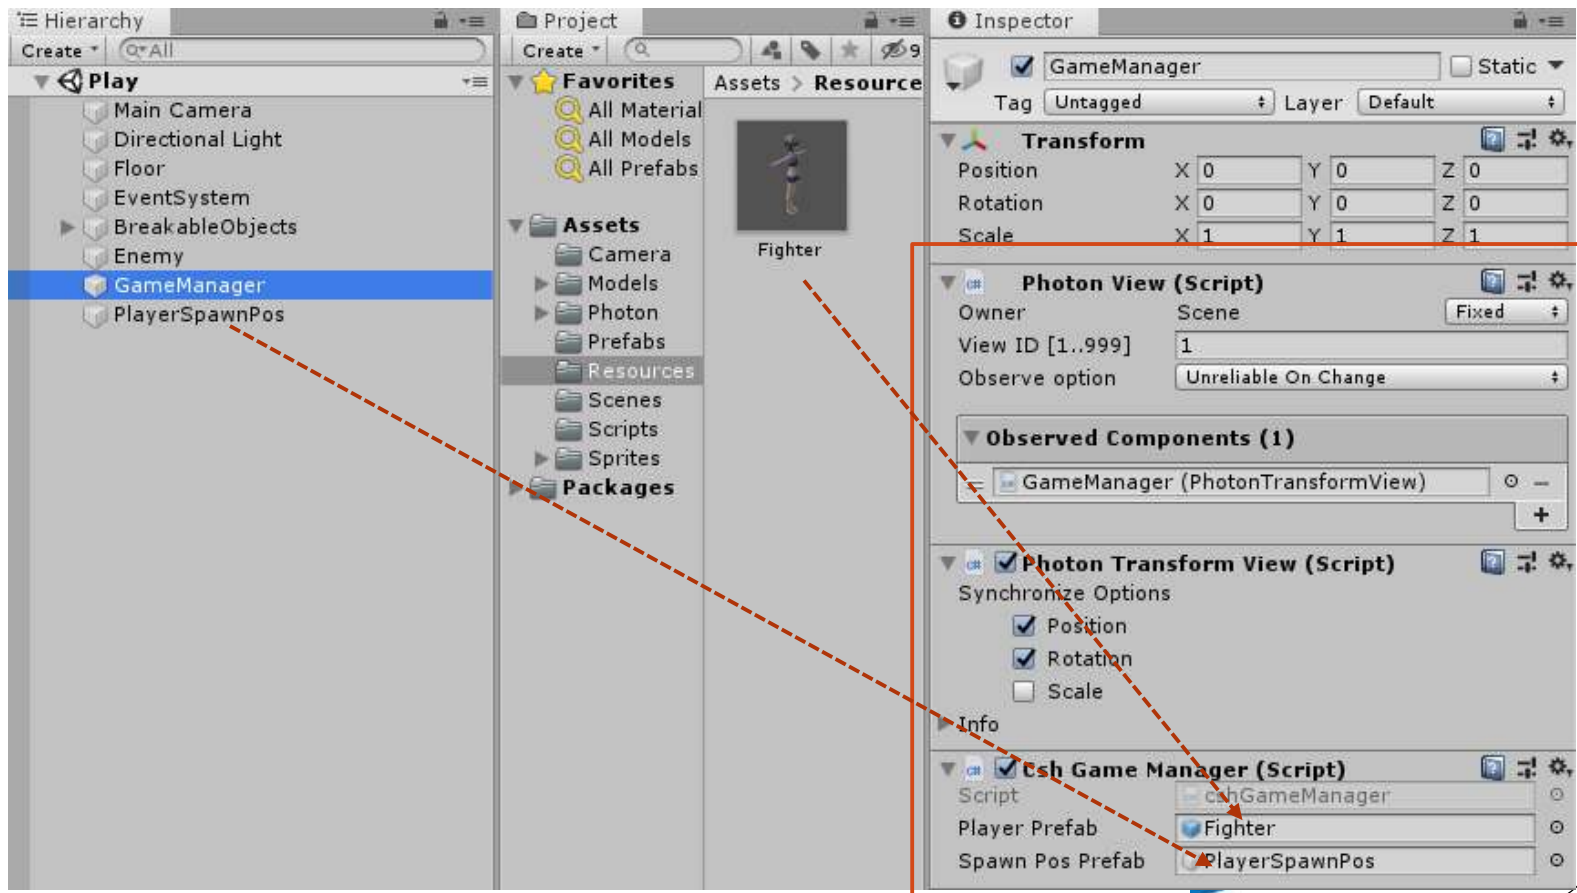 Hierarchy
Create
All
Play
Main Camera
Directional Light
Floor
EventSystem
BreakableObjects
Enemy
GameManager
PlayerSpawnPos
Project
Create
9
Favorites
All Material
All Models
All Prefabs
Assets
Camera
Models
Photon
Prefabs
Resources
Scenes
Scripts
Sprites
Packages
Assets > Resource
Fighter
Inspector
GameManager Static
Tag Untagged Layer Default
Transform
Position X 0 Y 0 Z 0
Rotation X 0 Y 0 Z 0
Scale X 1 Y 1 Z 1
Photon View (Script)
Owner Scene Fixed
View ID [1..999] 1
Observe option Unreliable On Change
Observed Components (1)
GameManager (PhotonTransformView)
Photon Transform View (Script)
Synchronize Options
Position
Rotation
Scale
Info
Csh Game Manager (Script)
Script cshGameManager
Player Prefab Fighter
Spawn Pos Prefab PlayerSpawnPos